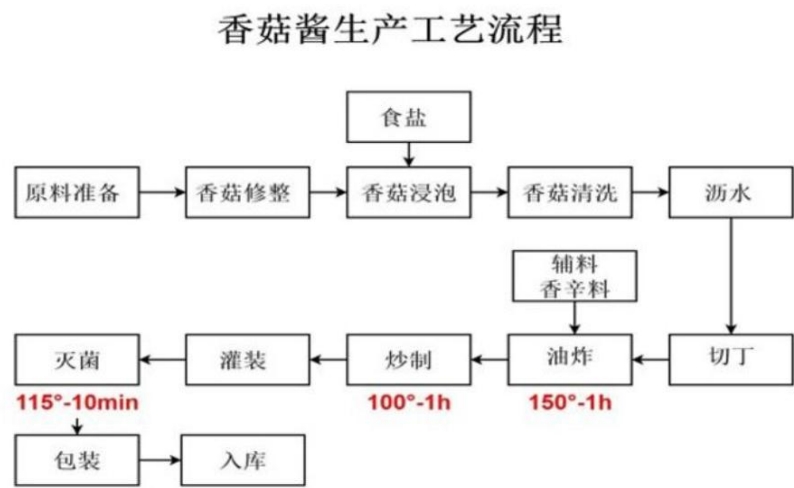 香菇酱生产工艺流程
食盐
原料准备
香菇修整
香菇浸泡
香菇清洗
沥水
辅料
香辛料
灭菌
灌装
炒制
油炸
切丁
115°-10min
100°-1h
150°-1h
包装
入库